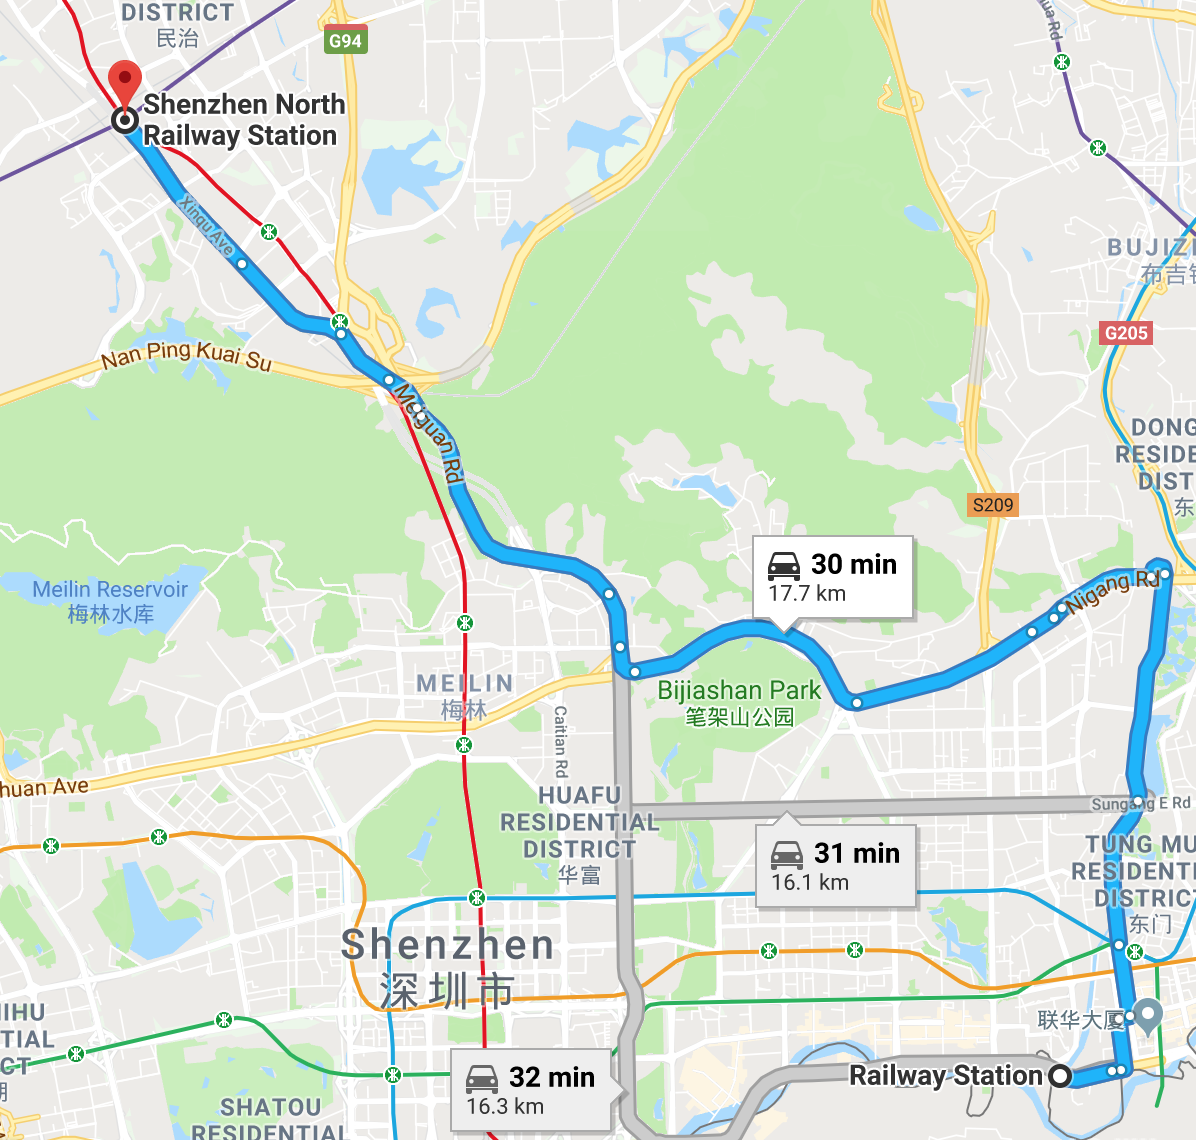 DISTRICT
民治
G94
Shenzhen North
Railway Station
Xinqu Ave
Nan Ping Kuai Su
Meiguan Rd
BUJIZ
布吉
G205
DONG
RESIDE
DIST
东
S209
30 min
17.7 km
Nigang Rd
Meilin Reservoir
梅林水库
MEILIN
梅林
Bijiashan Park
笔架山公园
Caitian Rd
huan Ave
HUAFU
RESIDENTIAL
DISTRICT
华富
Sungang E Rd
31 min
16.1 km
TUNG MU
RESIDENTI
DISTRIC
东门
Shenzhen
深圳市
IHU
TIAL
CT
联华大厦
Railway Station
32 min
16.3 km
SHATOU
RESIDENTIAL